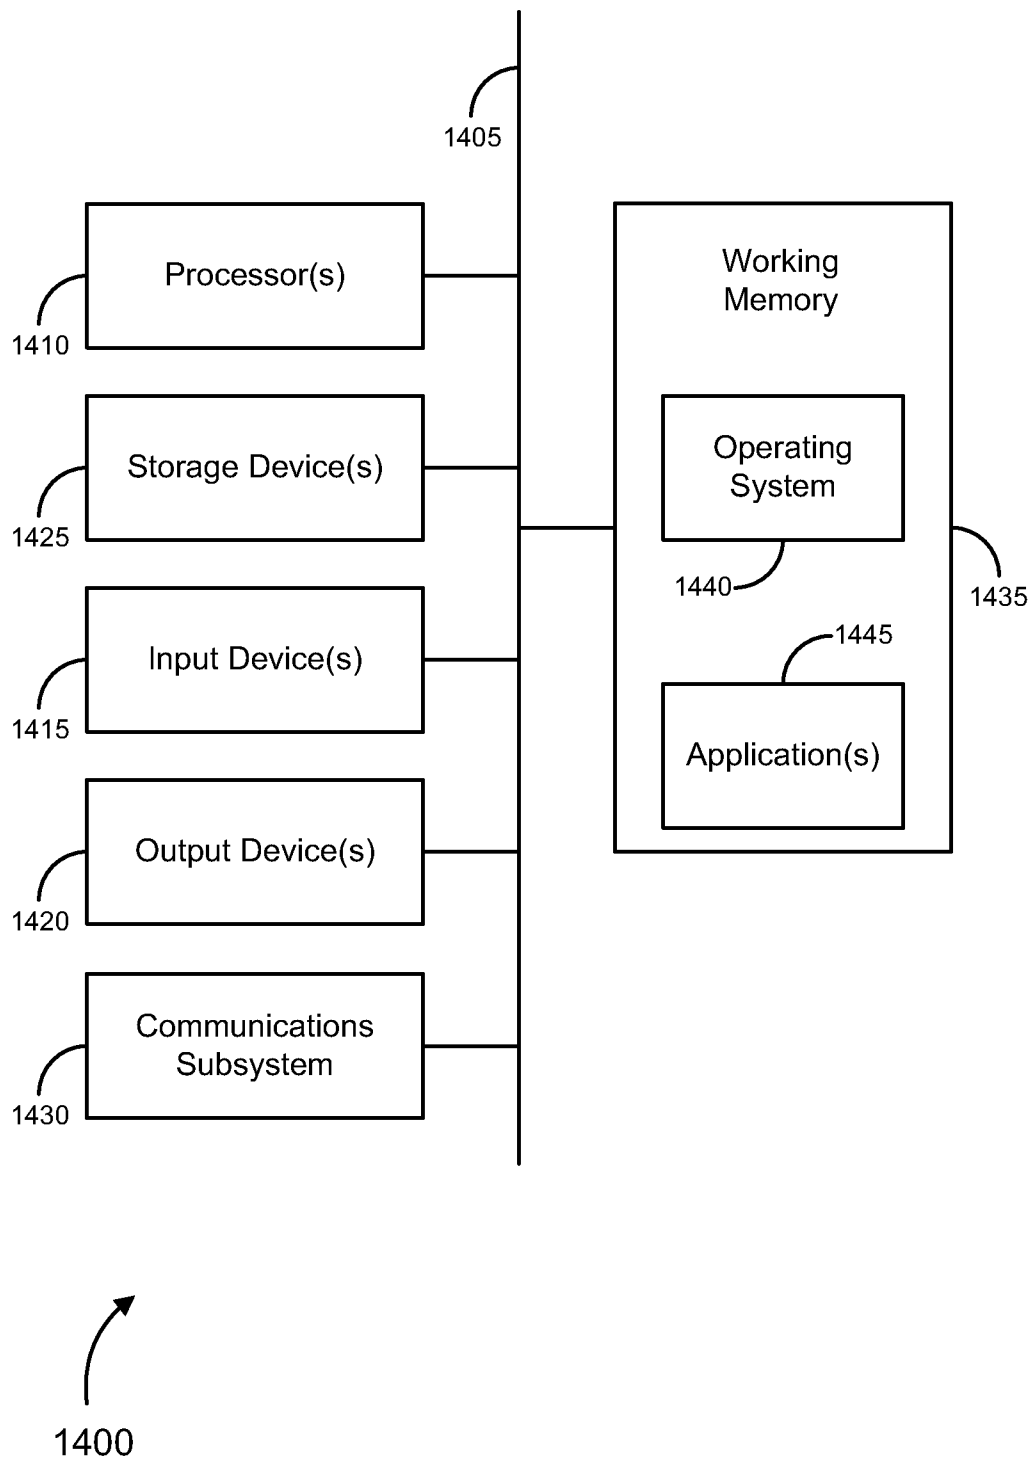 1405
Processor(s)
1410
Storage Device(s)
1425
Input Device(s)
1415
Output Device(s)
1420
Communications
Subsystem
1430
Working
Memory
Operating
System
1440
1435
1445
Application(s)
1400